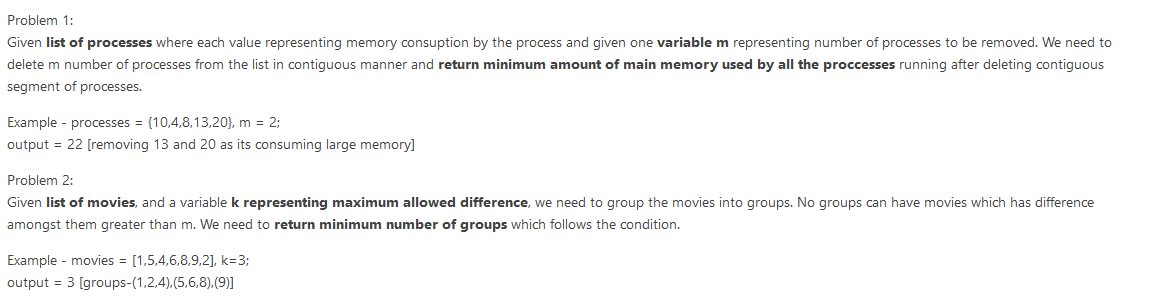 Problem 1:
Given list of processes where each value representing memory consuption by the process and given one variable m representing number of processes to be removed. We need to
delete m number of processes from the list in contiguous manner and return minimum amount of main memory used by all the proccesses running after deleting contiguous
segment of processes.
Example - processes = {10,4,8,13,20}, m = 2;
output = 22 [removing 13 and 20 as its consuming large memory]
Problem 2:
Given list of movies, and a variable k representing maximum allowed difference, we need to group the movies into groups. No groups can have movies which has difference
amongst them greater than m. We need to return minimum number of groups which follows the condition.
Example - movies = [1,5,4,6,8,9,2], k=3;
output = 3 [groups-(1,2,4),(5,6,8),(9)]